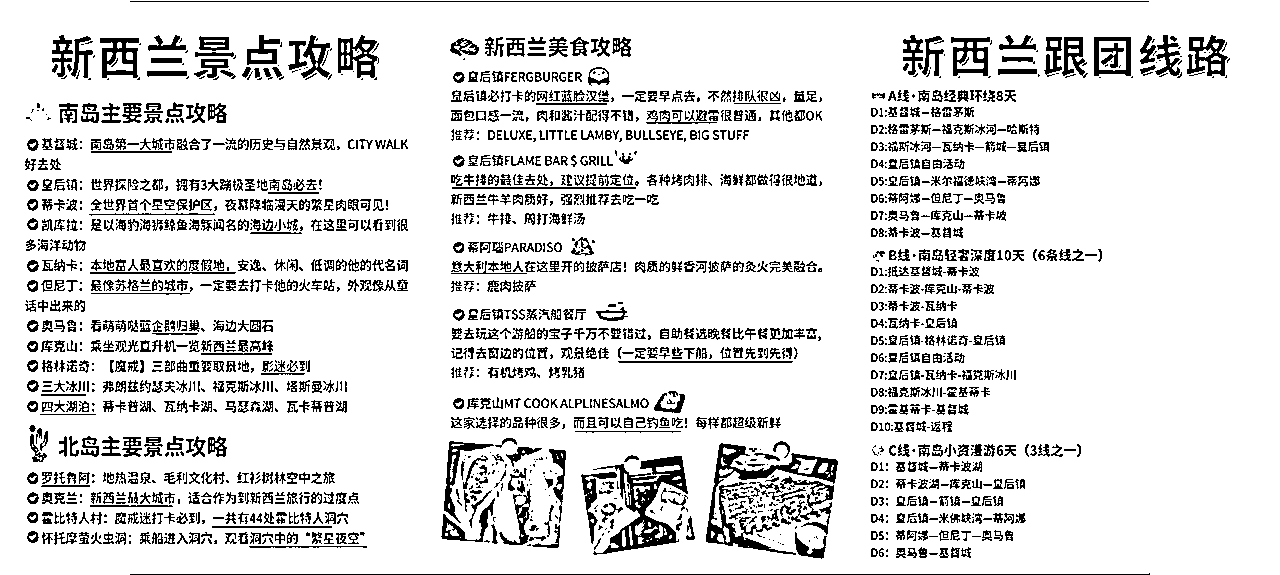 新西兰景点攻略
南岛主要景点攻略
基督城：南岛第一大城市融合了一流的历史与自然景观，CITY WALK
好去处
皇后镇：世界探险之都，拥有3大蹦极圣地南岛必去！
蒂卡波：全世界首个星空保护区，夜幕降临漫天的繁星肉眼可见！
凯库拉：是以海豹海狮鲸鱼海豚闻名的海边小城，在这里可以看到很
多海洋动物
瓦纳卡：本地富人最喜欢的度假地，安逸、休闲、低调的他的代名词
但尼丁：最像苏格兰的城市，一定要去打卡他的火车站，外观像从童
话中出来的
奥马鲁：看萌萌哒蓝企鹅归巢、海边大圆石
库克山：乘坐观光直升机一览新西兰最高峰
格林诺奇：【魔戒】三部曲重要取景地，影迷必到
三大冰川：弗朗兹约瑟夫冰川、福克斯冰川、塔斯曼冰川
四大湖泊：蒂卡普湖、瓦纳卡湖、马瑟森湖、瓦卡蒂普湖
北岛主要景点攻略
罗托鲁阿：地热温泉、毛利文化村、红衫树林空中之旅
奥克兰：新西兰最大城市，适合作为到新西兰旅行的过度点
霍比特人村：魔戒迷打卡必到，一共有44处霍比特人洞穴
怀托摩萤火虫洞：乘船进入洞穴，观看洞穴中的“繁星夜空”
新西兰美食攻略
皇后镇FERGBURGER
皇后镇必打卡的网红蓝脸汉堡，一定要早点去，不然排队很凶，量足，
面包口感一流，肉和酱汁配得不错，鸡肉可以避雷很普通，其他都OK
推荐：DELUXE, LITTLE LAMBY, BULLSEYE, BIG STUFF
皇后镇FLAME BAR $ GRILL
吃牛排的最佳去处，建议提前定位。各种烤肉排、海鲜都做得很地道，
新西兰牛羊肉质好，强烈推荐去吃一吃
推荐：牛排、周打海鲜汤
蒂阿瑙PARADISO
意大利本地人在这里开的披萨店！肉质的鲜香河披萨的炙火完美融合。
推荐：鹿肉披萨
皇后镇TSS蒸汽船餐厅
要去玩这个游船的宝子千万不要错过，自助餐选晚餐比午餐更加丰富，
记得去窗边的位置，观景绝佳（一定要早些下船，位置先到先得）
推荐：有机烤鸡、烤乳猪
库克山MT COOK ALPLINESALMO
这家选择的品种很多，而且可以自己钓鱼吃！每样都超级新鲜
新西兰跟团线路
A线·南岛经典环绕8天
D1:基督城—格雷茅斯
D2:格雷茅斯—福克斯冰河—哈斯特
D3:福斯冰河—瓦纳卡—箭城—皇后镇
D4:皇后镇自由活动
D5:皇后镇—米尔福德峡湾—蒂阿娜
D6:蒂阿娜—但尼丁—奥马鲁
D7:奥马鲁—库克山—蒂卡坡
D8:蒂卡波—基督城
B线·南岛轻奢深度10天（6条线之一）
D1:抵达基督城-蒂卡波
D2:蒂卡波-库克山-蒂卡波
D3:蒂卡波-瓦纳卡
D4:瓦纳卡-皇后镇
D5:皇后镇-格林诺奇-皇后镇
D6:皇后镇自由活动
D7:皇后镇-瓦纳卡-福克斯冰川
D8:福克斯冰川-霍基蒂卡
D9:霍基蒂卡-基督城
D10:基督城-返程
C线·南岛小资漫游6天（3线之一）
D1：基督城—蒂卡波湖
D2：蒂卡波湖—库克山—皇后镇
D3：皇后镇—箭镇—皇后镇
D4：皇后镇—米佛峡湾—蒂阿娜
D5：蒂阿娜—但尼丁—奥马鲁
D6：奥马鲁—基督城